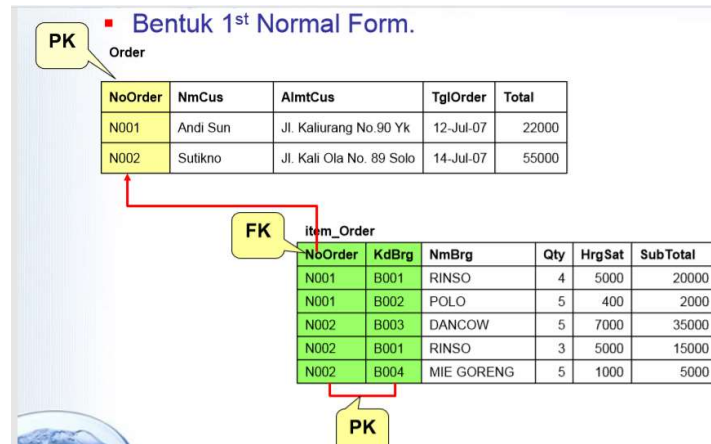 ▪ Bentuk 1st Normal Form.
PK
Order
NoOrder NmCus AlmtCus TglOrder Total
N001 Andi Sun Jl. Kaliurang No.90 Yk 12-Jul-07 22000
N002 Sutikno Jl. Kali Ola No. 89 Solo 14-Jul-07 55000
FK
item_Order
NoOrder KdBrg NmBrg Qty HrgSat SubTotal
N001 B001 RINSO 4 5000 20000
N001 B002 POLO 5 400 2000
N002 B003 DANCOW 5 7000 35000
N002 B001 RINSO 3 5000 15000
N002 B004 MIE GORENG 5 1000 5000
PK